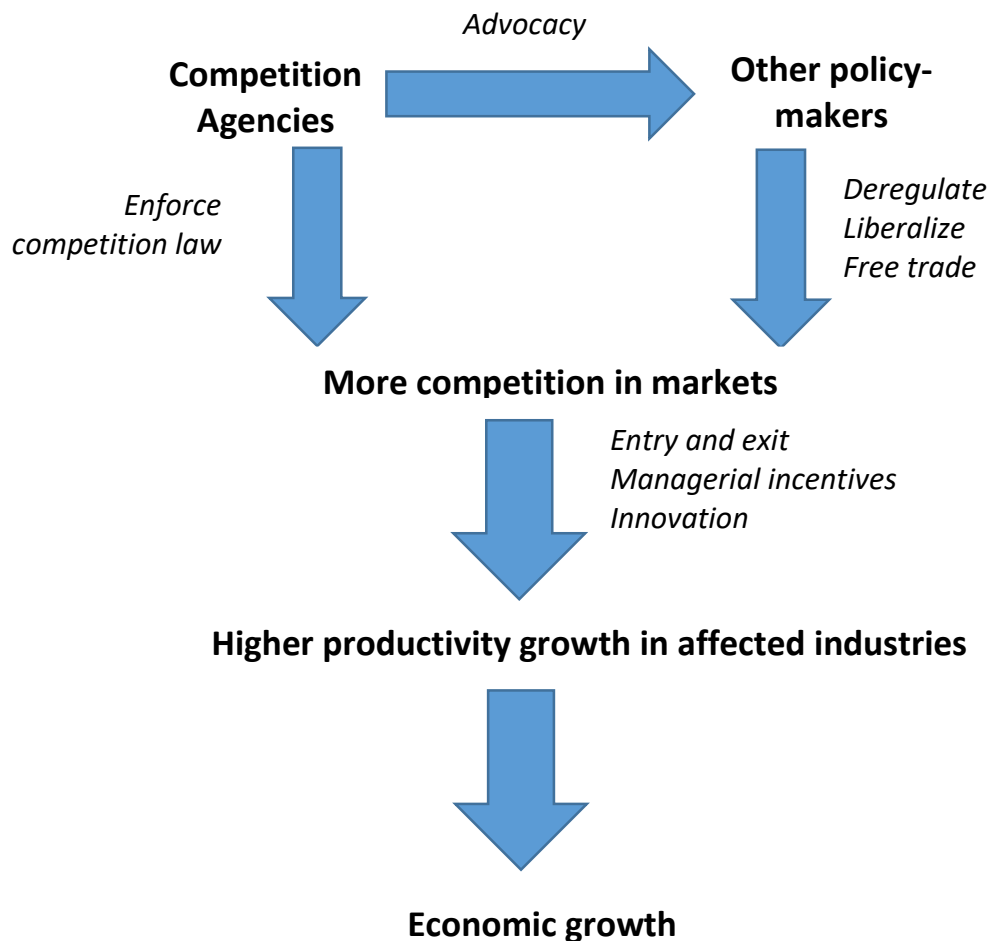 Advocacy
Competition
Agencies
Other policy-
makers
Enforce
competition law
Deregulate
Liberalize
Free trade
More competition in markets
Entry and exit
Managerial incentives
Innovation
Higher productivity growth in affected industries
Economic growth